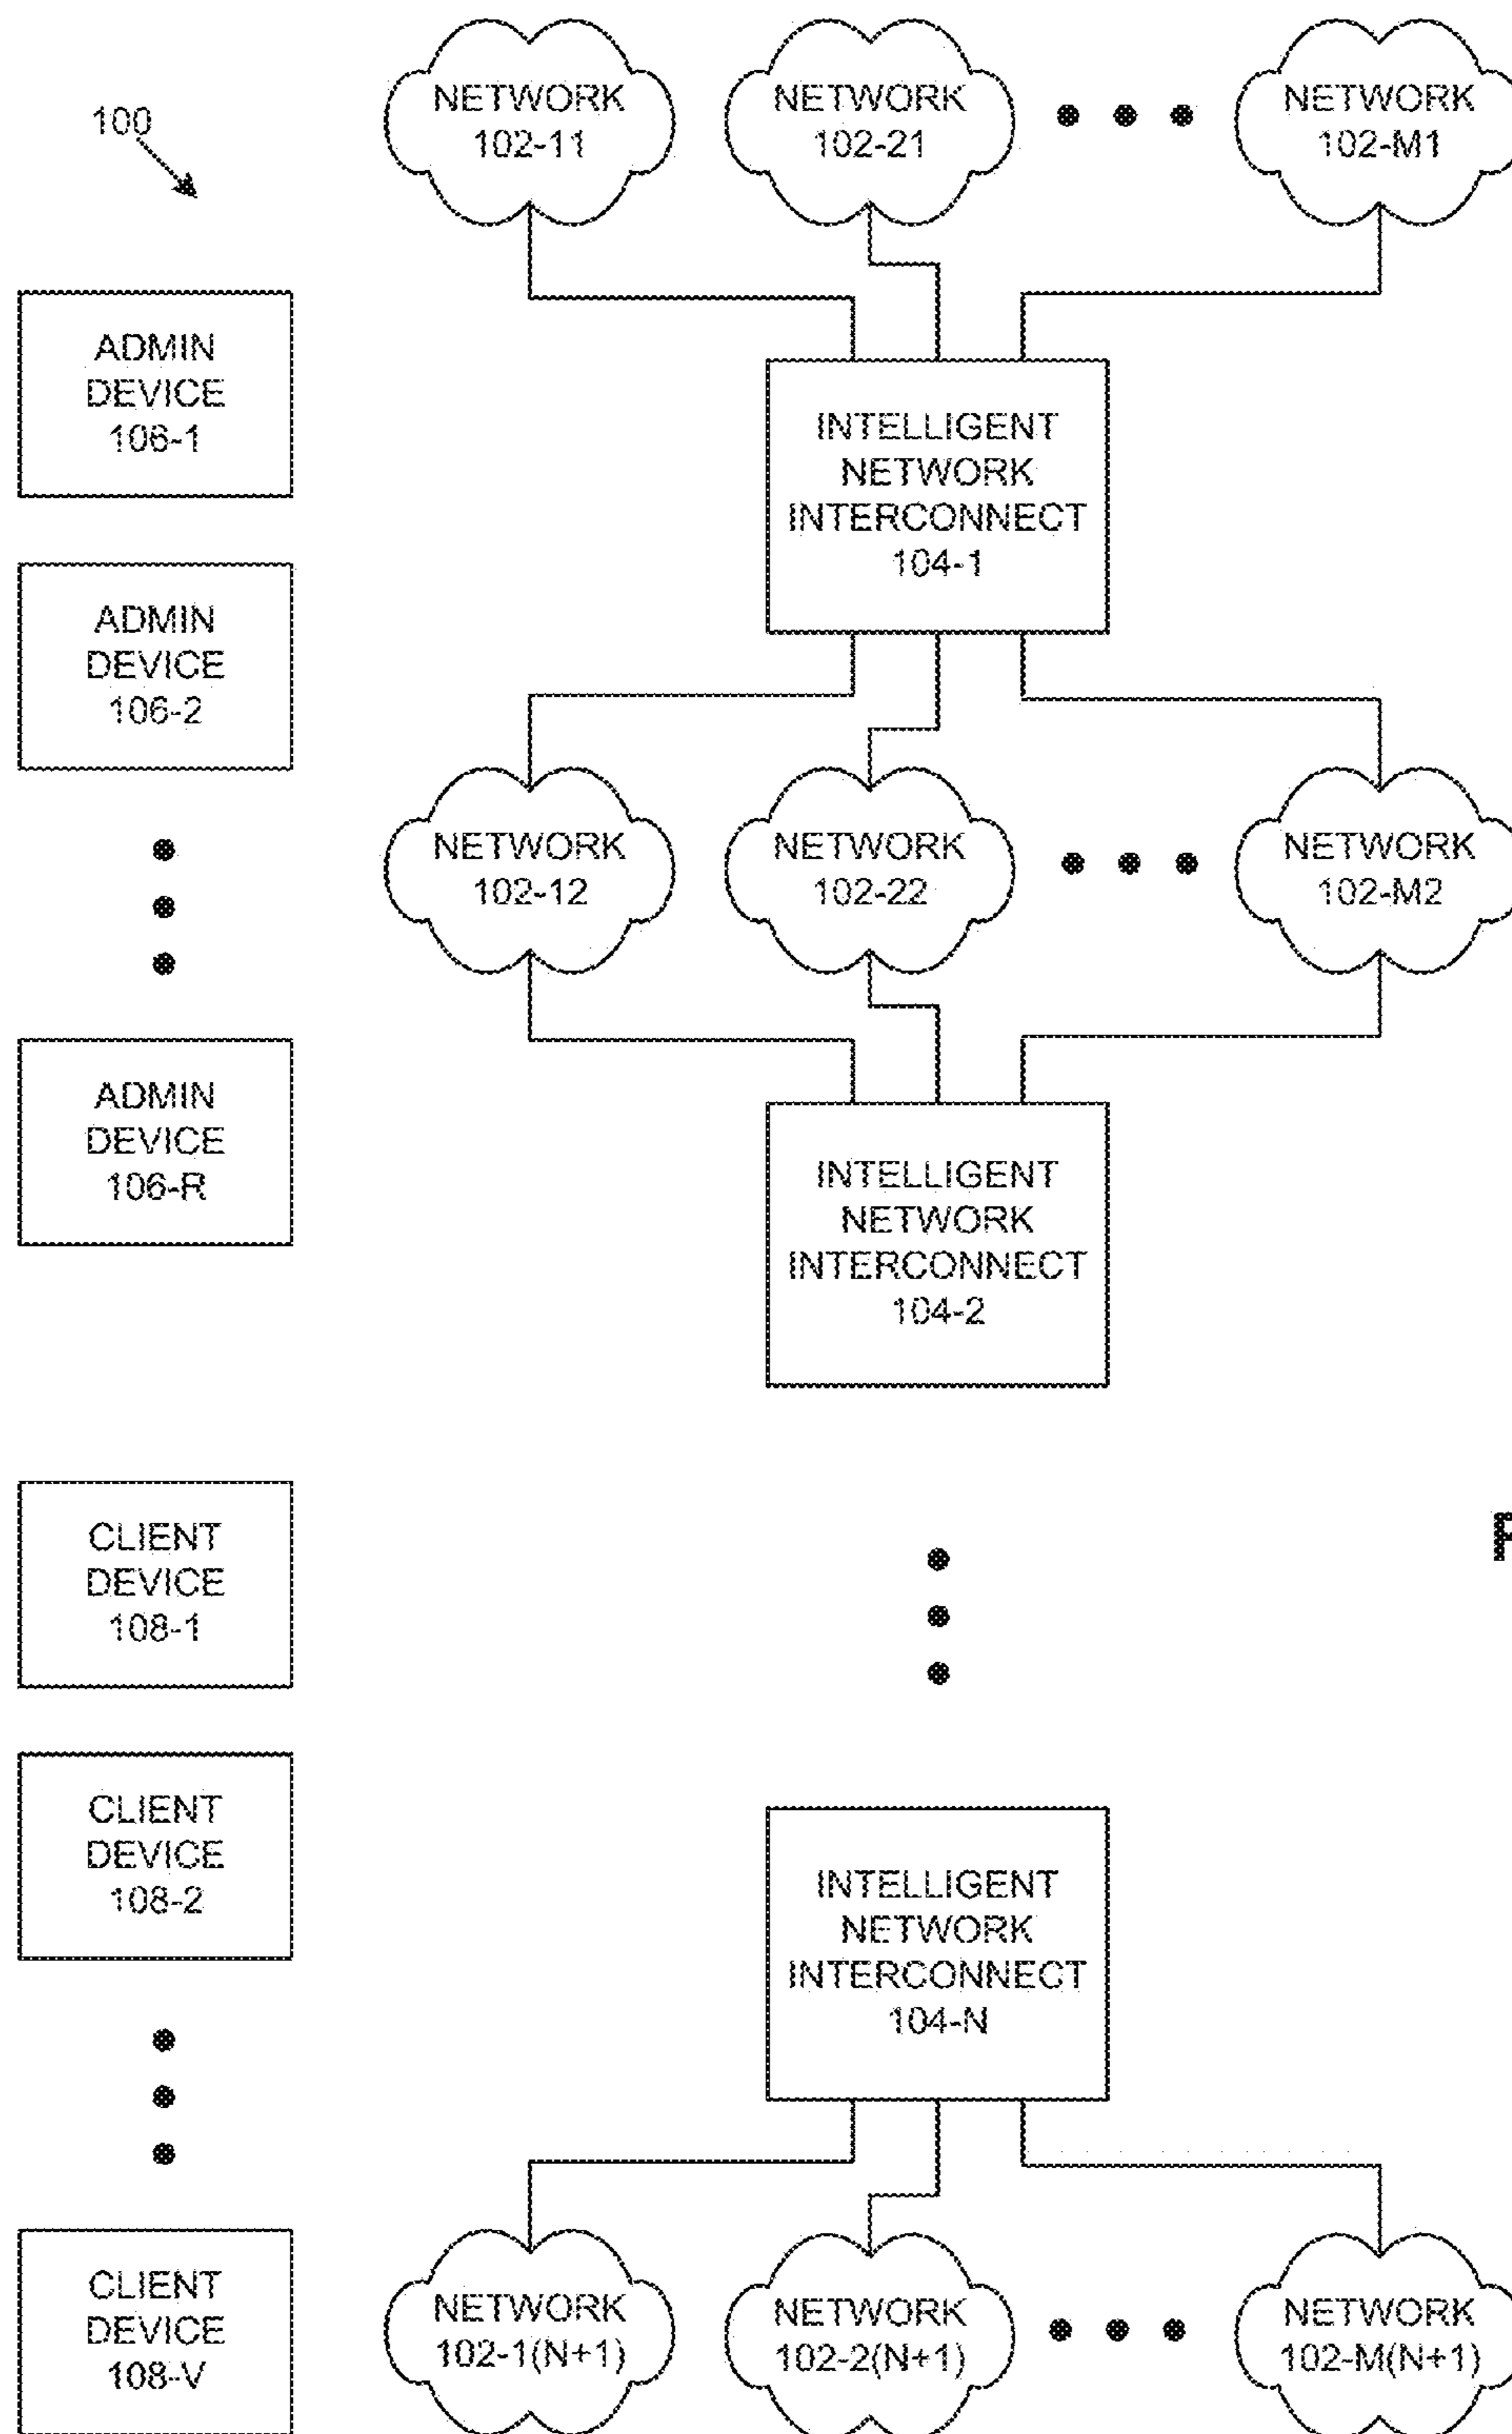 100
NETWORK
102-11
NETWORK
102-21
NETWORK
102-M1
ADMIN
DEVICE
106-1
INTELLIGENT
NETWORK
INTERCONNECT
104-1
ADMIN
DEVICE
106-2
NETWORK
102-12
NETWORK
102-22
NETWORK
102-M2
ADMIN
DEVICE
106-R
INTELLIGENT
NETWORK
INTERCONNECT
104-2
CLIENT
DEVICE
108-1
CLIENT
DEVICE
108-2
INTELLIGENT
NETWORK
INTERCONNECT
104-N
CLIENT
DEVICE
108-V
NETWORK
102-1(N+1)
NETWORK
102-2(N+1)
NETWORK
102-M(N+1)